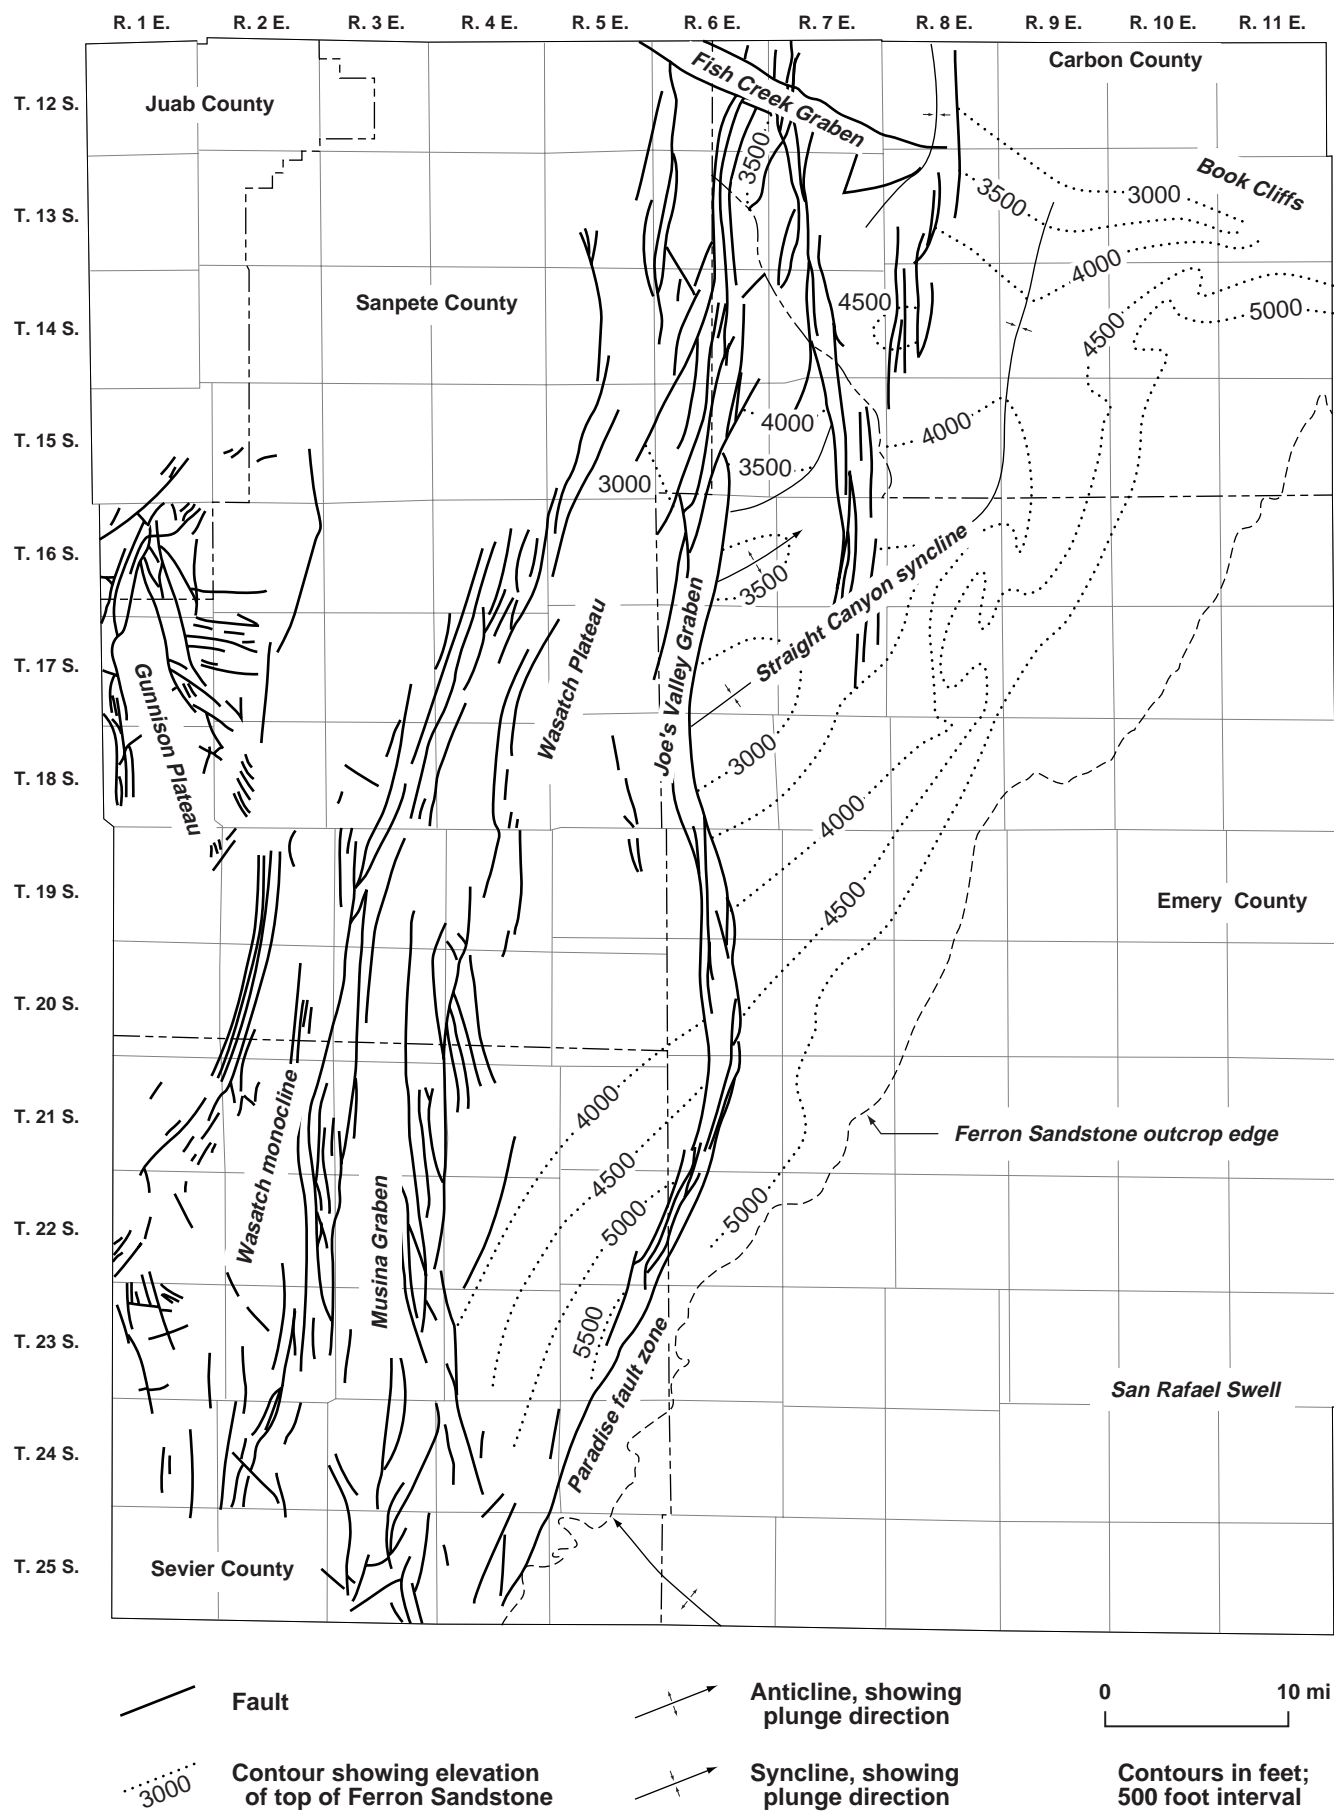 R. 1 E. R. 2 E. R. 3 E. R. 4 E. R. 5 E. R. 6 E. R. 7 E. R. 8 E. R. 9 E. R. 10 E. R. 11 E.
Carbon County
Fish Creek Graben
T. 12 S.
Juab County
3500
Book Cliffs
3500
3000
T. 13 S.
4000
Sanpete County
4500
5000
T. 14 S.
4500
4000
4000
T. 15 S.
3500
3000
T. 16 S.
3500
Straight Canyon syncline
T. 17 S.
Gunnison Plateau
Wasatch Plateau
Joe's Valley Graben
3000
T. 18 S.
4000
T. 19 S.
4500
Emery County
T. 20 S.
4000
T. 21 S.
Wasatch monocline
Ferron Sandstone outcrop edge
4500
T. 22 S.
5000
5000
Musina Graben
5500
T. 23 S.
Paradise fault zone
San Rafael Swell
T. 24 S.
T. 25 S.
Sevier County
Fault
Anticline, showing
plunge direction
0 10 mi
3000
Contour showing elevation
of top of Ferron Sandstone
Syncline, showing
plunge direction
Contours in feet;
500 foot interval